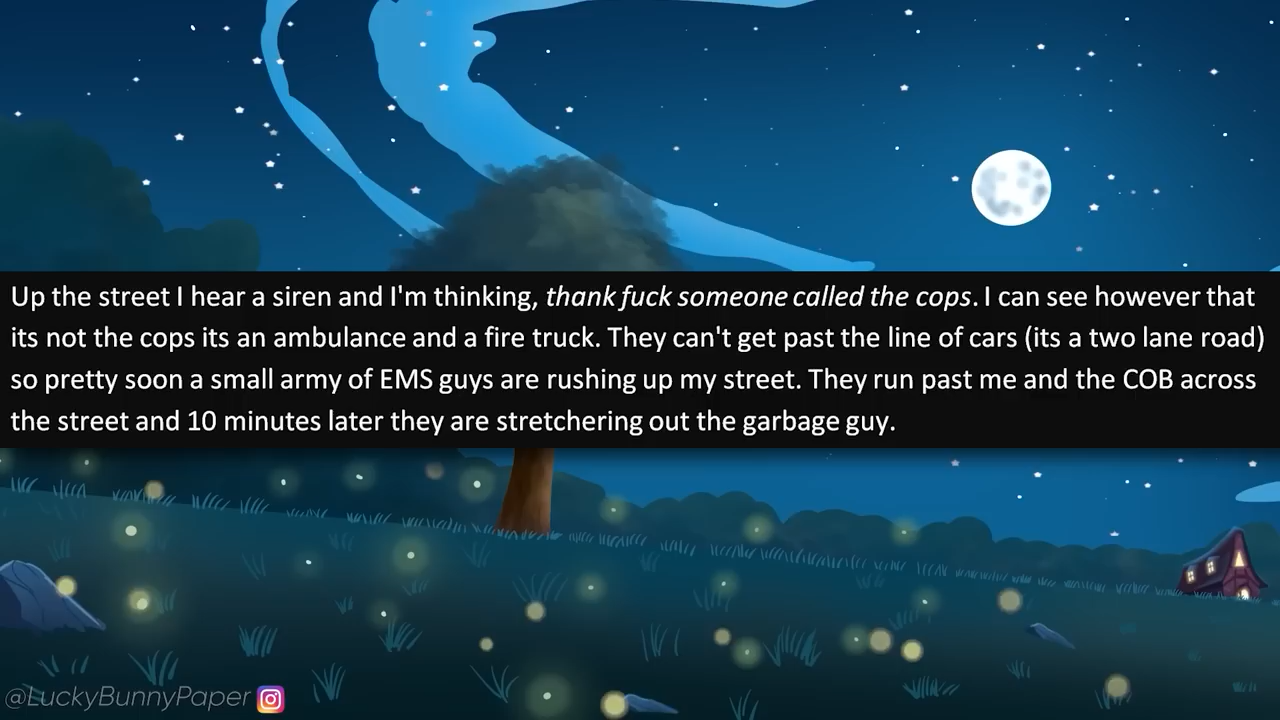 Up the street I hear a siren and I'm thinking, thank fuck someone called the cops. I can see however that
its not the cops its an ambulance and a fire truck. They can't get past the line of cars (its a two lane road)
so pretty soon a small army of EMS guys are rushing up my street. They run past me and the COB across
the street and 10 minutes later they are stretchering out the garbage guy.
@LuckyBunnyPaper